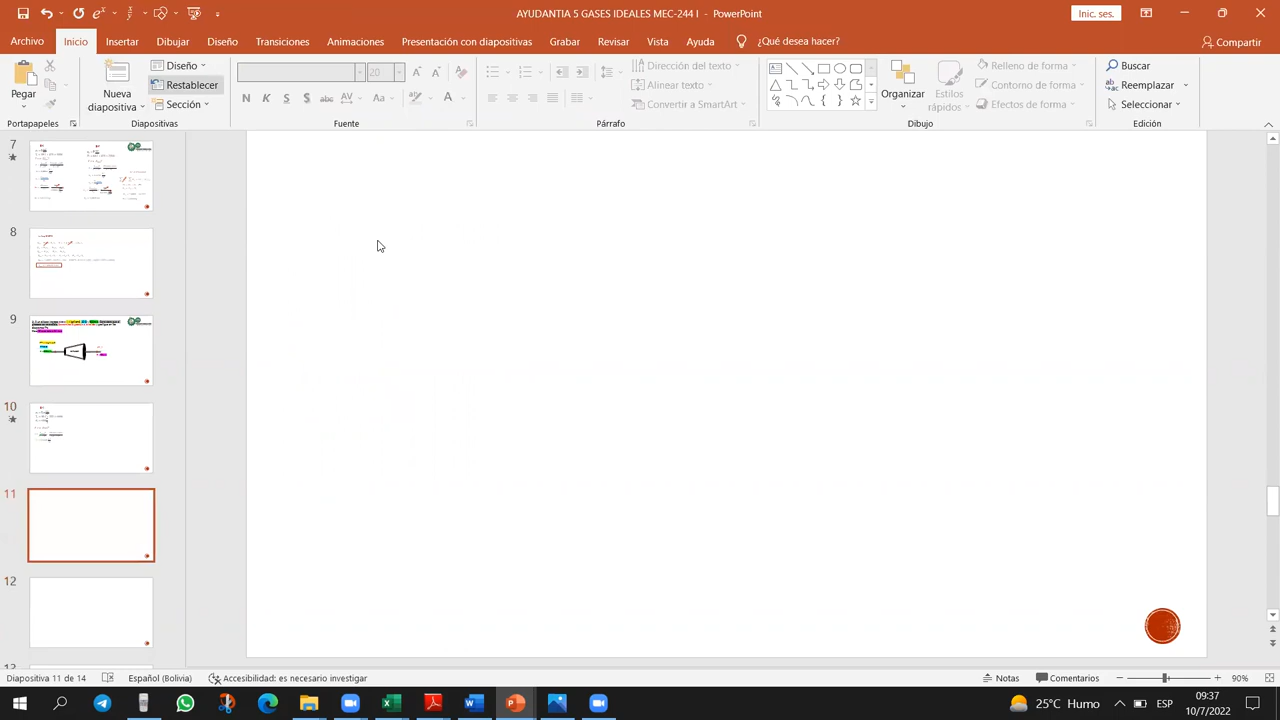 AYUDANTIA 5 GASES IDEALES MEC-244 I - PowerPoint
Inic. ses.
Archivo Inicio Insertar Dibujar Diseño Transiciones Animaciones Presentación con diapositivas Grabar Revisar Vista Ayuda ¿Qué desea hacer? Compartir
Pegar
Portapapeles
Nueva diapositiva
Diseño
Restablecer
Sección
Diapositivas
20
N K S S abc AV Aa A
Fuente
Párrafo
Dirección del texto
Alinear texto
Convertir a SmartArt
Organizar
Estilos rápidos
Relleno de forma
Contorno de forma
Efectos de forma
Dibujo
Buscar
Reemplazar
Seleccionar
Edición
7
8
9
10
11
12
Diapositiva 11 de 14 Español (Bolivia) Accesibilidad: es necesario investigar Notas Comentarios 90%
25°C Humo ESP 09:37
10/7/2022